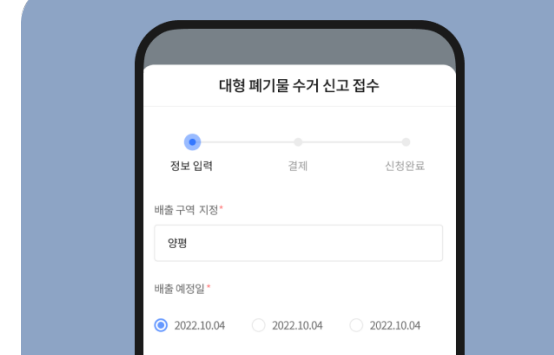 대형 폐기물 수거 신고 접수
정보 입력 결제 신청완료
배출 구역 지정*
양평
배출 예정일*
2022.10.04 2022.10.04 2022.10.04